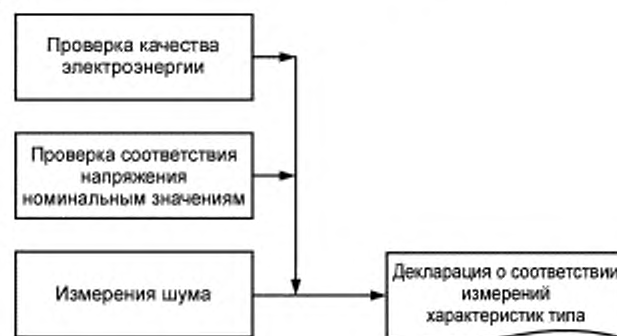 Проверка качества
электроэнергии
Проверка соответствия
напряжения
номинальным значениям
Измерения шума
Декларация о соответствии
измерений
характеристик типа